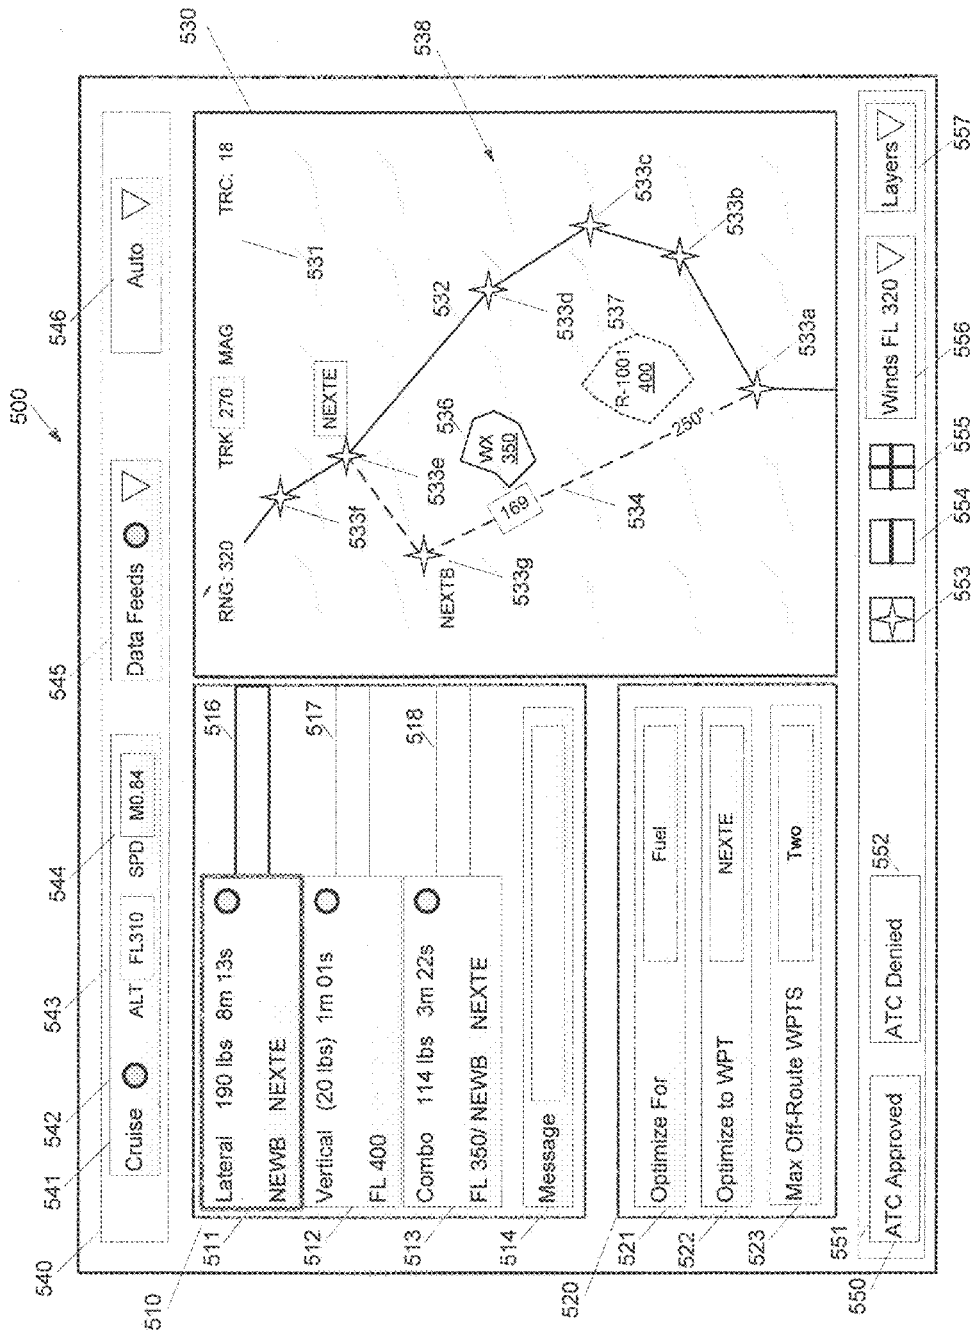 500
540
541
542
543
544
545
546
530
538
Cruise
ALT
FL310
SPD
M0.84
Data Feeds
Auto
510
511
512
513
514
Lateral 190 lbs 8m 13s
NEWB NEXTE
516
Vertical (20 lbs) 1m 01s
FL 400
517
Combo 114 lbs 3m 22s
FL 350/ NEWB NEXTE
518
Message
520
521
522
523
Optimize For
Fuel
Optimize to WPT
NEXTE
Max Off-Route WPTS
Two
RNG: 320
TRK 270 MAG
TRC: 18
531
NEXTE
532
533f
533e
533d
533c
536
WX
350
537
R-1001
400
NEXTB
533g
169
534
250°
533b
533a
550
551
ATC Approved
ATC Denied
552
553
554
555
Winds FL 320
556
Layers
557